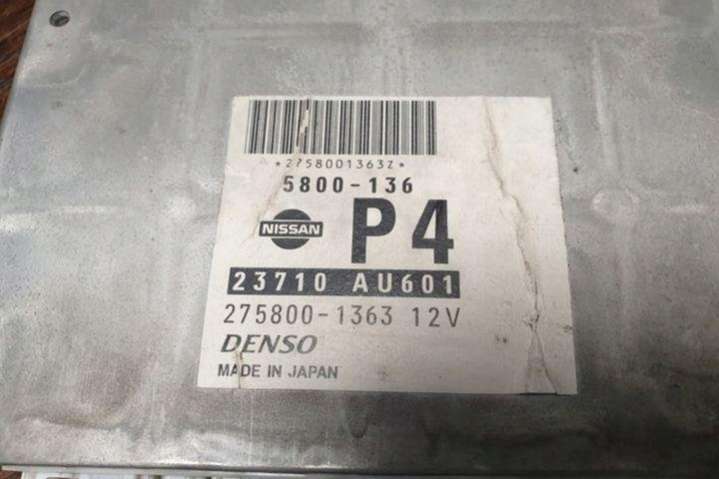 *2758001363Z*
5800-136
NISSAN P4
23710 AU601
275800-1363 12V
DENSO
MADE IN JAPAN